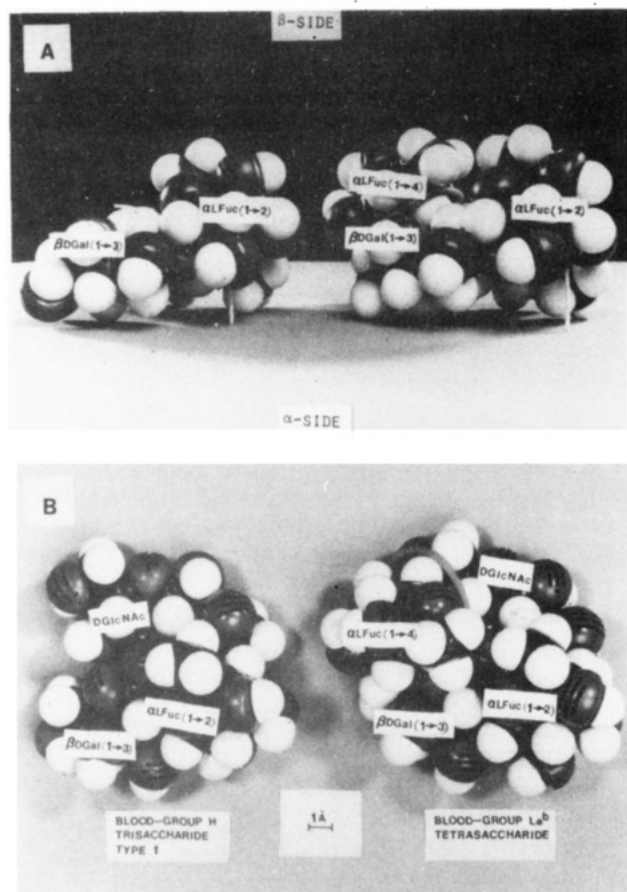 β-SIDE
A
αLFuc(1→4)
αLFuc(1→2)
αLFuc(1→2)
βDGal(1→3)
βDGal(1→3)
α-SIDE
B
DGlcNAc
DGlcNAc
αLFuc(1→4)
αLFuc(1→2)
αLFuc(1→2)
βDGal(1→3)
βDGal(1→3)
BLOOD-GROUP H
TRISACCHARIDE
TYPE 1
1Å
BLOOD-GROUP Leᵇ
TETRASACCHARIDE